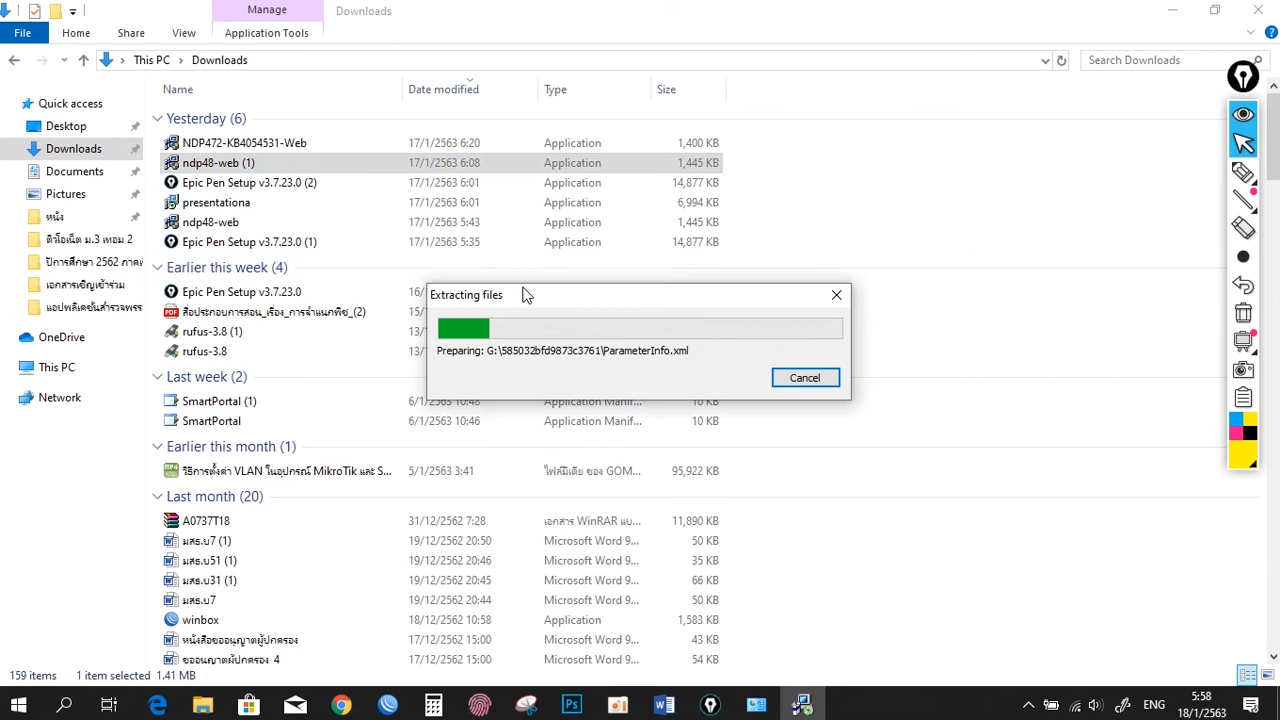 Manage
Downloads
File
Home
Share
View
Application Tools
This PC
Downloads
Search Downloads
Name
Date modified
Type
Size
Quick access
Desktop
Downloads
Documents
Pictures
หนัง
ติวโอเน็ต ม.3 เทอม 2
ปีการศึกษา 2562 ภาคเ
เอกสารเชิญเข้าร่วม
แอปพลิเคชันสำรวจพรร
OneDrive
This PC
Network
Yesterday (6)
NDP472-KB4054531-Web 17/1/2563 6:20 Application 1,400 KB
ndp48-web (1) 17/1/2563 6:08 Application 1,445 KB
Epic Pen Setup v3.7.23.0 (2) 17/1/2563 6:01 Application 14,877 KB
presentationa 17/1/2563 6:01 Application 6,994 KB
ndp48-web 17/1/2563 5:43 Application 1,445 KB
Epic Pen Setup v3.7.23.0 (1) 17/1/2563 5:35 Application 14,877 KB
Earlier this week (4)
Epic Pen Setup v3.7.23.0 16/
สื่อประกอบการสอน_เรื่อง_การจำแนกพืช_(2)
rufus-3.8 (1) 13/
rufus-3.8 13/
Last week (2)
SmartPortal (1) 6/1/2563 10:48 Application Manif... 10 KB
SmartPortal 6/1/2563 10:46 Application Manif... 10 KB
Earlier this month (1)
วิธีการตั้งค่า VLAN ในอุปกรณ์ MikroTik และ S... 5/1/2563 3:41 ไฟล์มีเดีย ของ GOM... 95,922 KB
Last month (20)
A0737T18 31/12/2562 7:28 เอกสาร WinRAR แบ... 11,890 KB
มสธ.บ7 (1) 19/12/2562 20:50 Microsoft Word 9... 50 KB
มสธ.บ51 (1) 19/12/2562 20:46 Microsoft Word 9... 35 KB
มสธ.บ31 (1) 19/12/2562 20:45 Microsoft Word 9... 66 KB
มสธ.บ7 19/12/2562 20:44 Microsoft Word 9... 50 KB
winbox 18/12/2562 10:58 Application 1,583 KB
หนังสือขออนุญาตผู้ปกครอง 17/12/2562 15:00 Microsoft Word 9... 43 KB
ขออนุญาตผู้ปกครอง 4 17/12/2562 15:00 Microsoft Word 9... 54 KB
Extracting files
Preparing: G:\585032bfd9873c3761\ParameterInfo.xml
Cancel
159 items
1 item selected 1.41 MB
ENG
5:58
18/1/2563